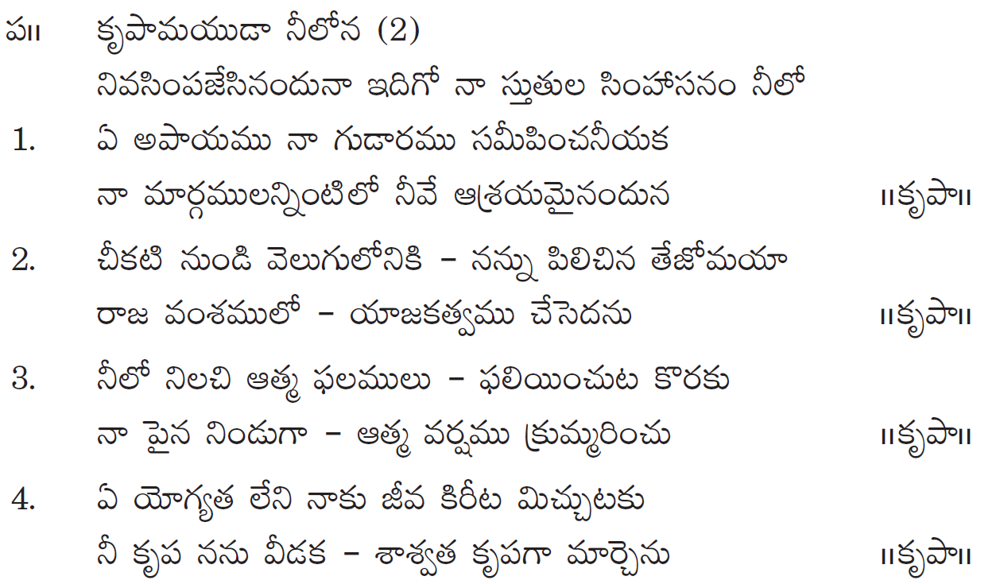 ప॥ కృపామయుడా నీలోన (2)
నివసింపజేసినందునా ఇదిగో నా స్తుతుల సింహాసనం నీలో
1. ఏ అపాయము నా గుడారము సమీపించనీయక
నా మార్గములన్నింటిలో నీవే ఆశ్రయమైనందున ॥కృపా॥
2. చీకటి నుండి వెలుగులోనికి - నన్ను పిలిచిన తేజోమయా
రాజ వంశములో - యాజకత్వము చేసెదను ॥కృపా॥
3. నీలో నిలచి ఆత్మ ఫలములు - ఫలియించుట కొరకు
నా పైన నిండుగా - ఆత్మ వర్షము క్రుమ్మరించు ॥కృపా॥
4. ఏ యోగ్యత లేని నాకు జీవ కిరీట మిచ్చుటకు
నీ కృప నను వీడక - శాశ్వత కృపగా మార్చెను ॥కృపా॥